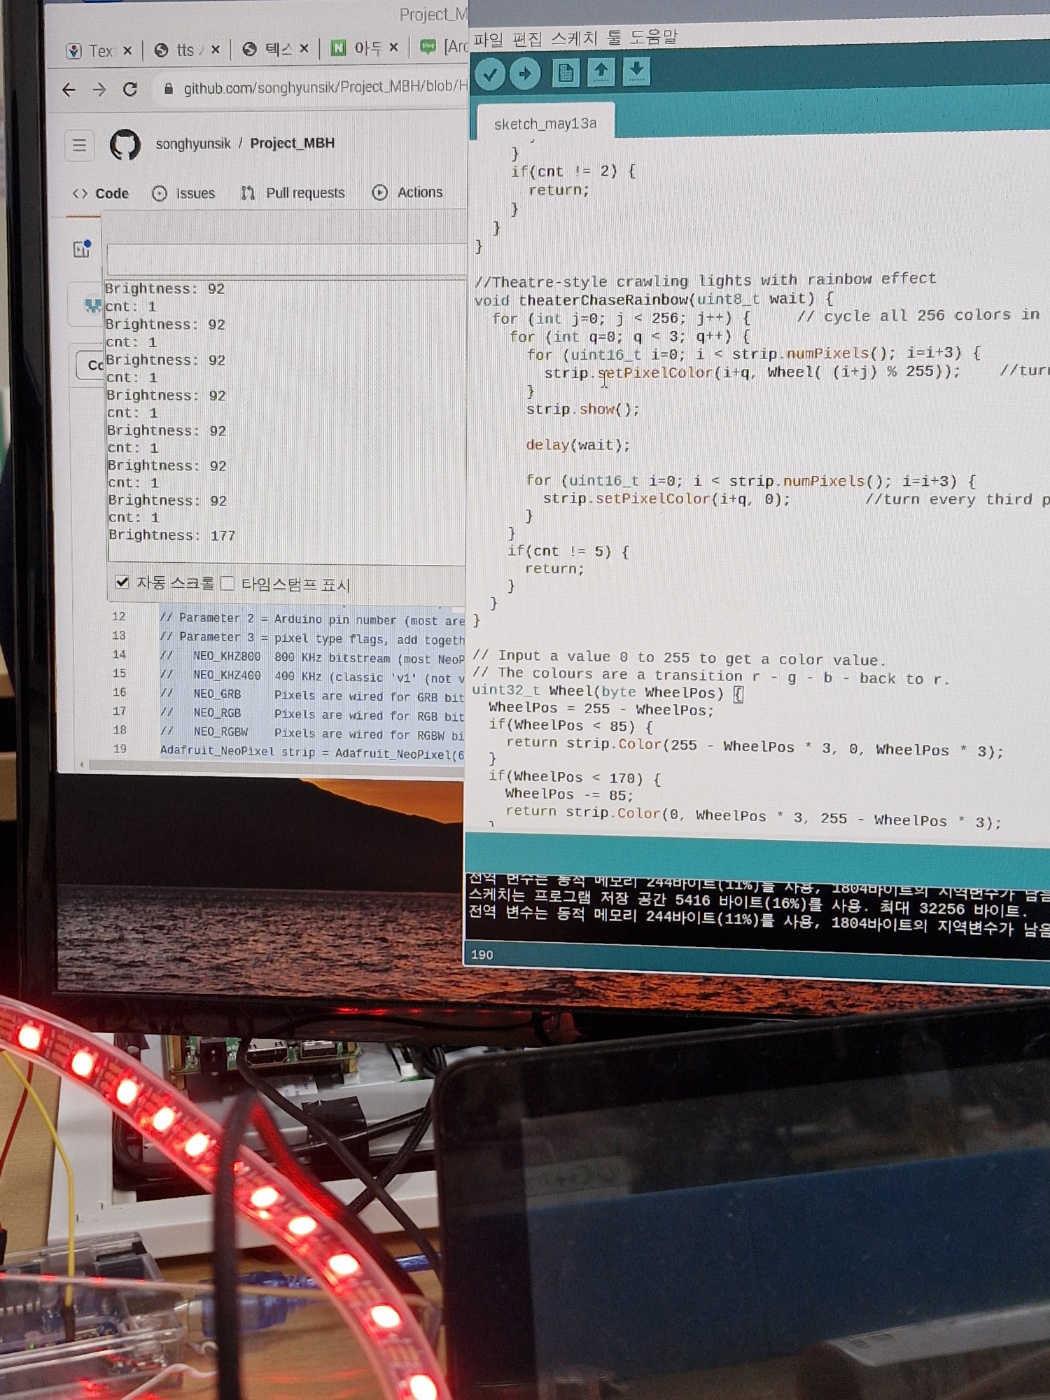 Project_M
Tex
tts
텍스
아두
[Arc
github.com/songhyunsik/Project_MBH/blob/H
songhyunsik / Project_MBH
Code
Issues
Pull requests
Actions
Brightness: 92
cnt: 1
Brightness: 92
cnt: 1
Brightness: 92
cnt: 1
Brightness: 92
cnt: 1
Brightness: 92
cnt: 1
Brightness: 92
cnt: 1
Brightness: 92
cnt: 1
Brightness: 177
자동 스크롤
타임스탬프 표시
12 // Parameter 2 = Arduino pin number (most are
13 // Parameter 3 = pixel type flags, add togeth
14 // NEO_KHZ800 800 KHz bitstream (most NeoP
15 // NEO_KHZ400 400 KHz (classic 'v1' (not v
16 // NEO_GRB Pixels are wired for GRB bit
17 // NEO_RGB Pixels are wired for RGB bit
18 // NEO_RGBW Pixels are wired for RGBW bi
19 Adafruit_NeoPixel strip = Adafruit_NeoPixel(6
파일 편집 스케치 툴 도움말
sketch_may13a
}
if(cnt != 2) {
return;
}
}
}
//Theatre-style crawling lights with rainbow effect
void theaterChaseRainbow(uint8_t wait) {
for (int j=0; j < 256; j++) { // cycle all 256 colors in
for (int q=0; q < 3; q++) {
for (uint16_t i=0; i < strip.numPixels(); i=i+3) {
strip.setPixelColor(i+q, Wheel( (i+j) % 255)); //turn
}
strip.show();
delay(wait);
for (uint16_t i=0; i < strip.numPixels(); i=i+3) {
strip.setPixelColor(i+q, 0); //turn every third p
}
}
if(cnt != 5) {
return;
}
}
}
// Input a value 0 to 255 to get a color value.
// The colours are a transition r - g - b - back to r.
uint32_t Wheel(byte WheelPos) {
WheelPos = 255 - WheelPos;
if(WheelPos < 85) {
return strip.Color(255 - WheelPos * 3, 0, WheelPos * 3);
}
if(WheelPos < 170) {
WheelPos -= 85;
return strip.Color(0, WheelPos * 3, 255 - WheelPos * 3);
}
전역 변수는 동적 메모리 244바이트(11%)를 사용, 1804바이트의 지역변수가 남음
스케치는 프로그램 저장 공간 5416 바이트(16%)를 사용. 최대 32256 바이트.
전역 변수는 동적 메모리 244바이트(11%)를 사용, 1804바이트의 지역변수가 남음
190